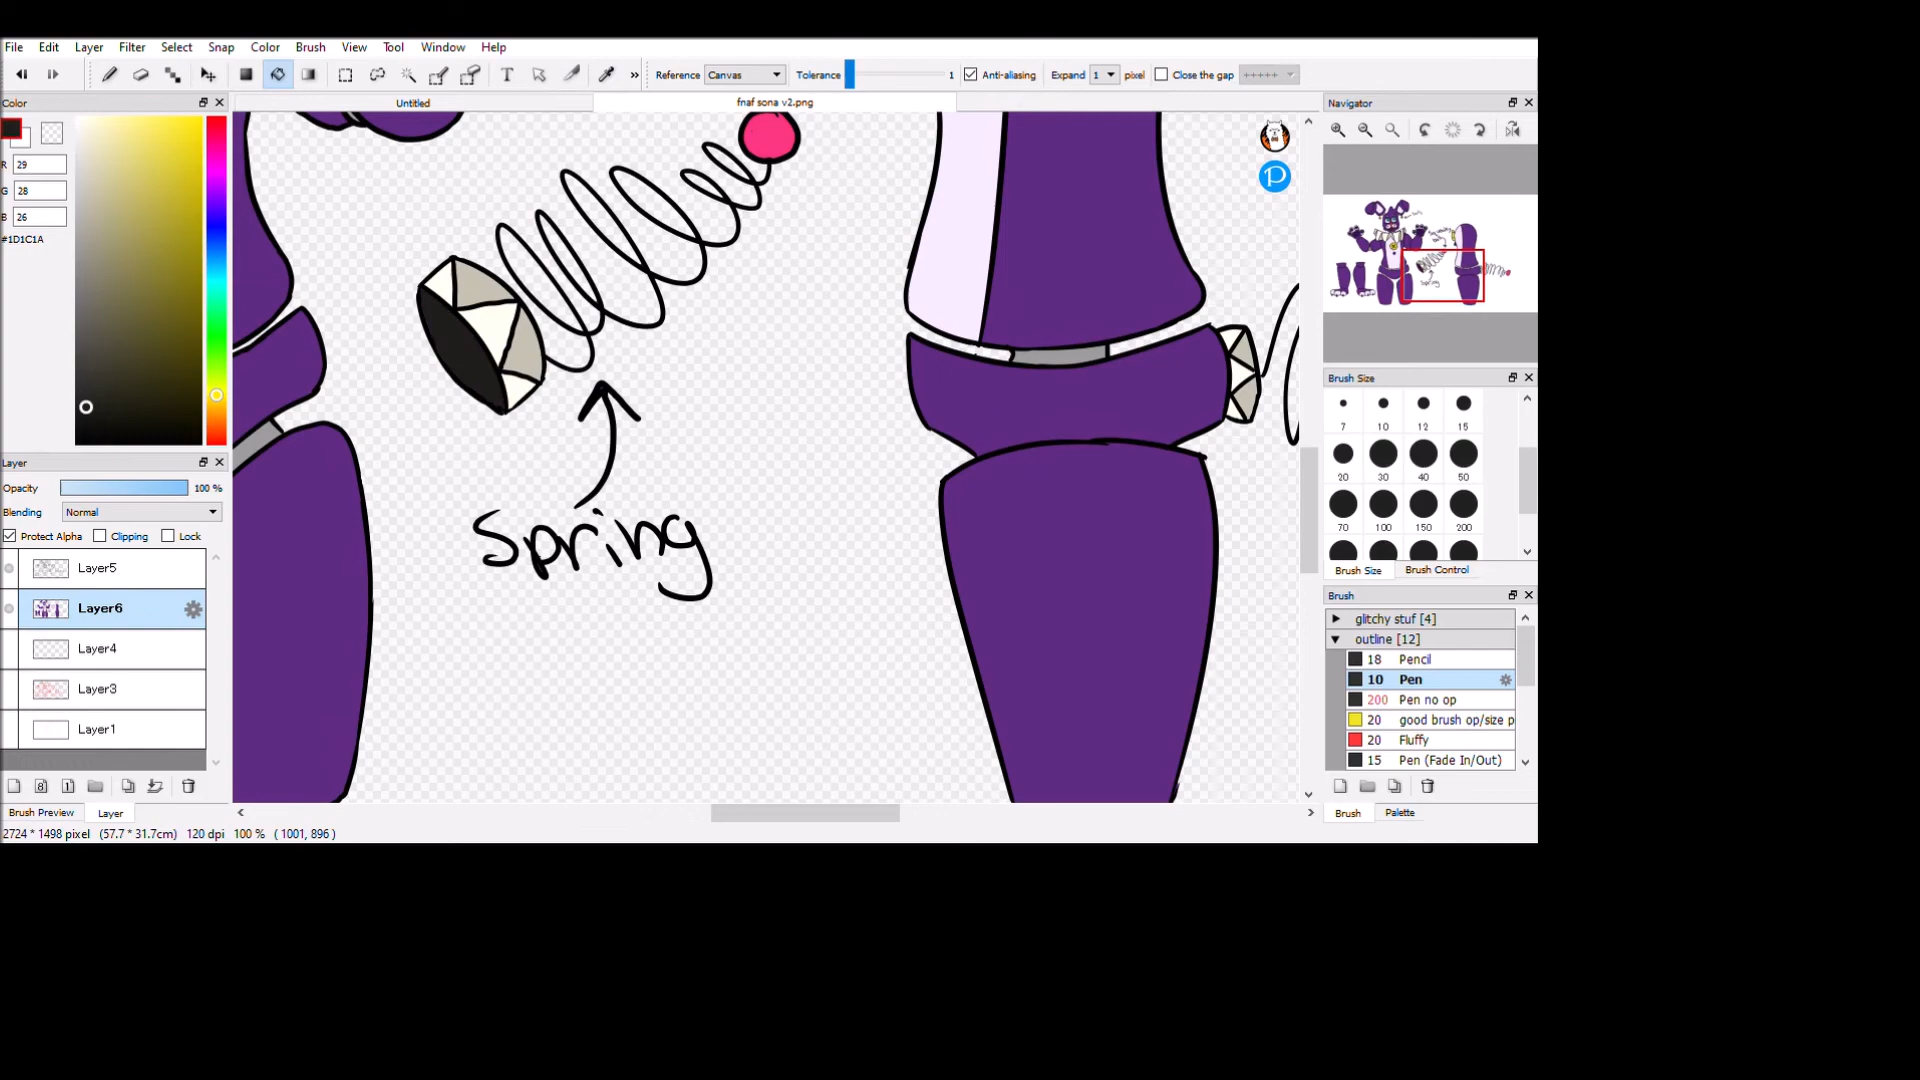 File Edit Layer Filter Select Snap Color Brush View Tool Window Help
Reference Canvas Tolerance 1 Anti-aliasing Expand 1 pixel Close the gap +++++
Color
Untitled
fnaf sona v2.png
Navigator
R 29
G 28
B 26
#1D1C1A
Layer
Opacity 100 %
Blending Normal
Protect Alpha Clipping Lock
Layer5
Layer6
Layer4
Layer3
Layer1
Brush Preview Layer
2724 * 1498 pixel (57.7 * 31.7cm) 120 dpi 100 % ( 1001, 896 )
Spring
P
Brush Size
7 10 12 15
20 30 40 50
70 100 150 200
Brush Size Brush Control
Brush
glitchy stuf [4]
outline [12]
18 Pencil
10 Pen
200 Pen no op
20 good brush op/size p
20 Fluffy
15 Pen (Fade In/Out)
Brush Palette